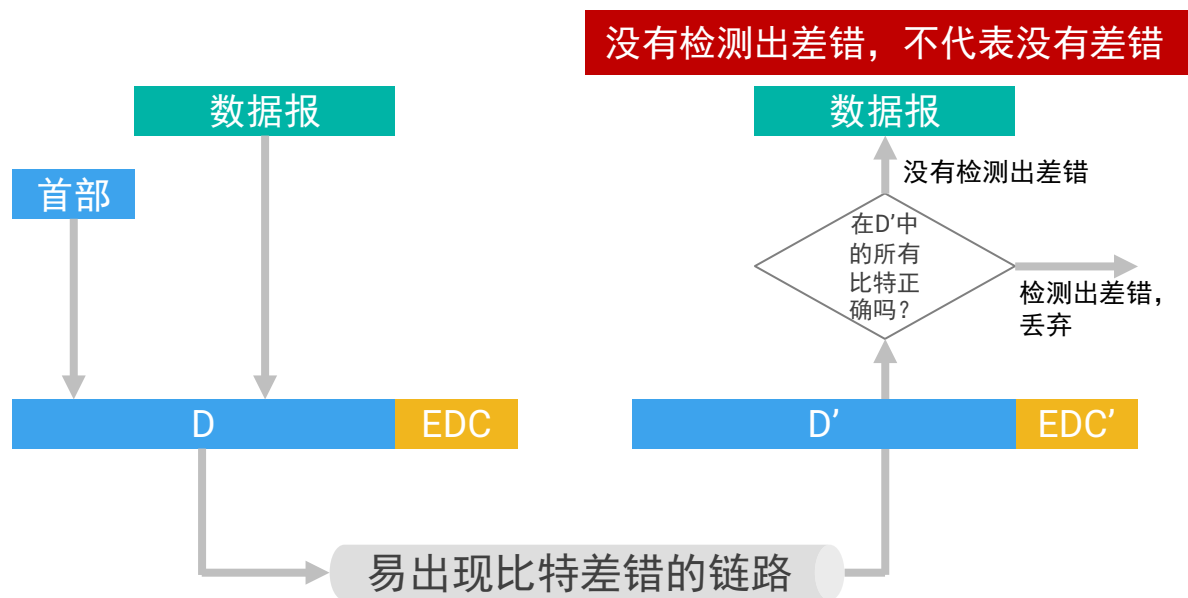 没有检测出差错，不代表没有差错
数据报
数据报
首部
没有检测出差错
在D’中
的所有
比特正
确吗？
检测出差错，
丢弃
D
EDC
D’
EDC’
易出现比特差错的链路